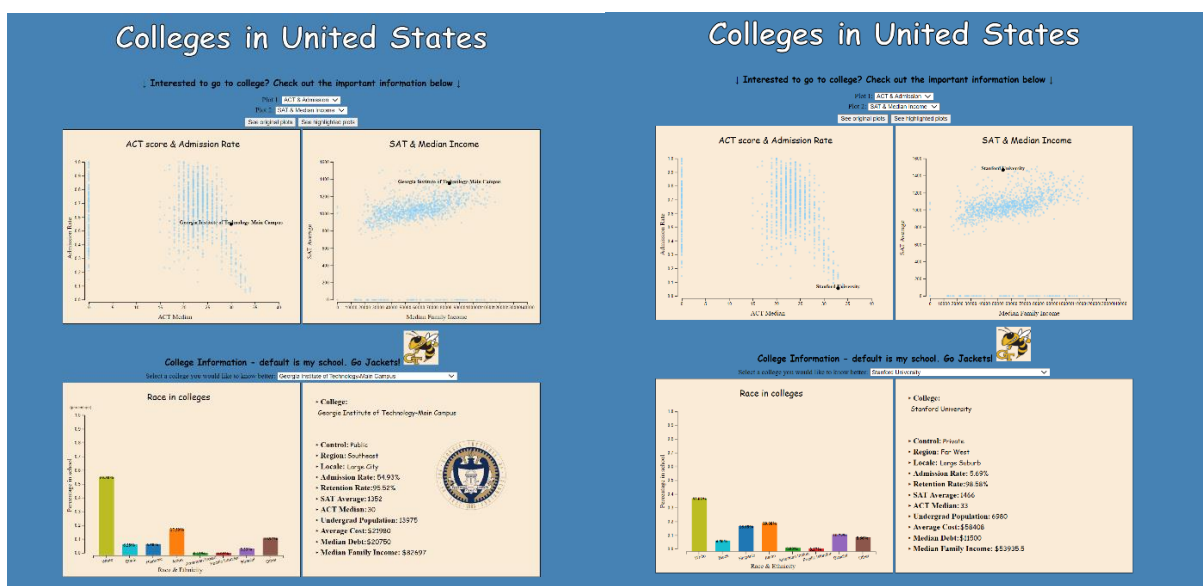 Colleges in United States
↓ Interested to go to college? Check out the important information below ↓
Plot 1: ACT & Admission
Plot 2: SAT & Median Income
See original plots See highlighted plots
ACT score & Admission Rate
Georgia Institute of Technology-Main Campus
Admission Rate
ACT Median
SAT & Median Income
Georgia Institute of Technology-Main Campus
SAT Average
Median Family Income
College Information - default is my school. Go Jackets!
GT
Select a college you would like to know better: Georgia Institute of Technology-Main Campus
Race in colleges
Percentage in school
Race & Ethnicity
• College:
Georgia Institute of Technology-Main Campus
• Control: Public
• Region: Southeast
• Locale: Large City
• Admission Rate: 54.93%
• Retention Rate:95.52%
• SAT Average:1352
• ACT Median:30
• Undergrad Population: 13975
• Average Cost:$21980
• Median Debt:$20750
• Median Family Income: $82697
Colleges in United States
↓ Interested to go to college? Check out the important information below ↓
Plot 1: ACT & Admission
Plot 2: SAT & Median Income
See original plots See highlighted plots
ACT score & Admission Rate
Stanford University
Admission Rate
ACT Median
SAT & Median Income
Stanford University
SAT Average
Median Family Income
College Information - default is my school. Go Jackets!
GT
Select a college you would like to know better: Stanford University
Race in colleges
Percentage in school
Race & Ethnicity
• College:
Stanford University
• Control: Private
• Region: Far West
• Locale: Large Suburb
• Admission Rate: 5.69%
• Retention Rate:98.58%
• SAT Average:1466
• ACT Median: 33
• Undergrad Population: 6980
• Average Cost:$58408
• Median Debt:$11500
• Median Family Income: $53935.5